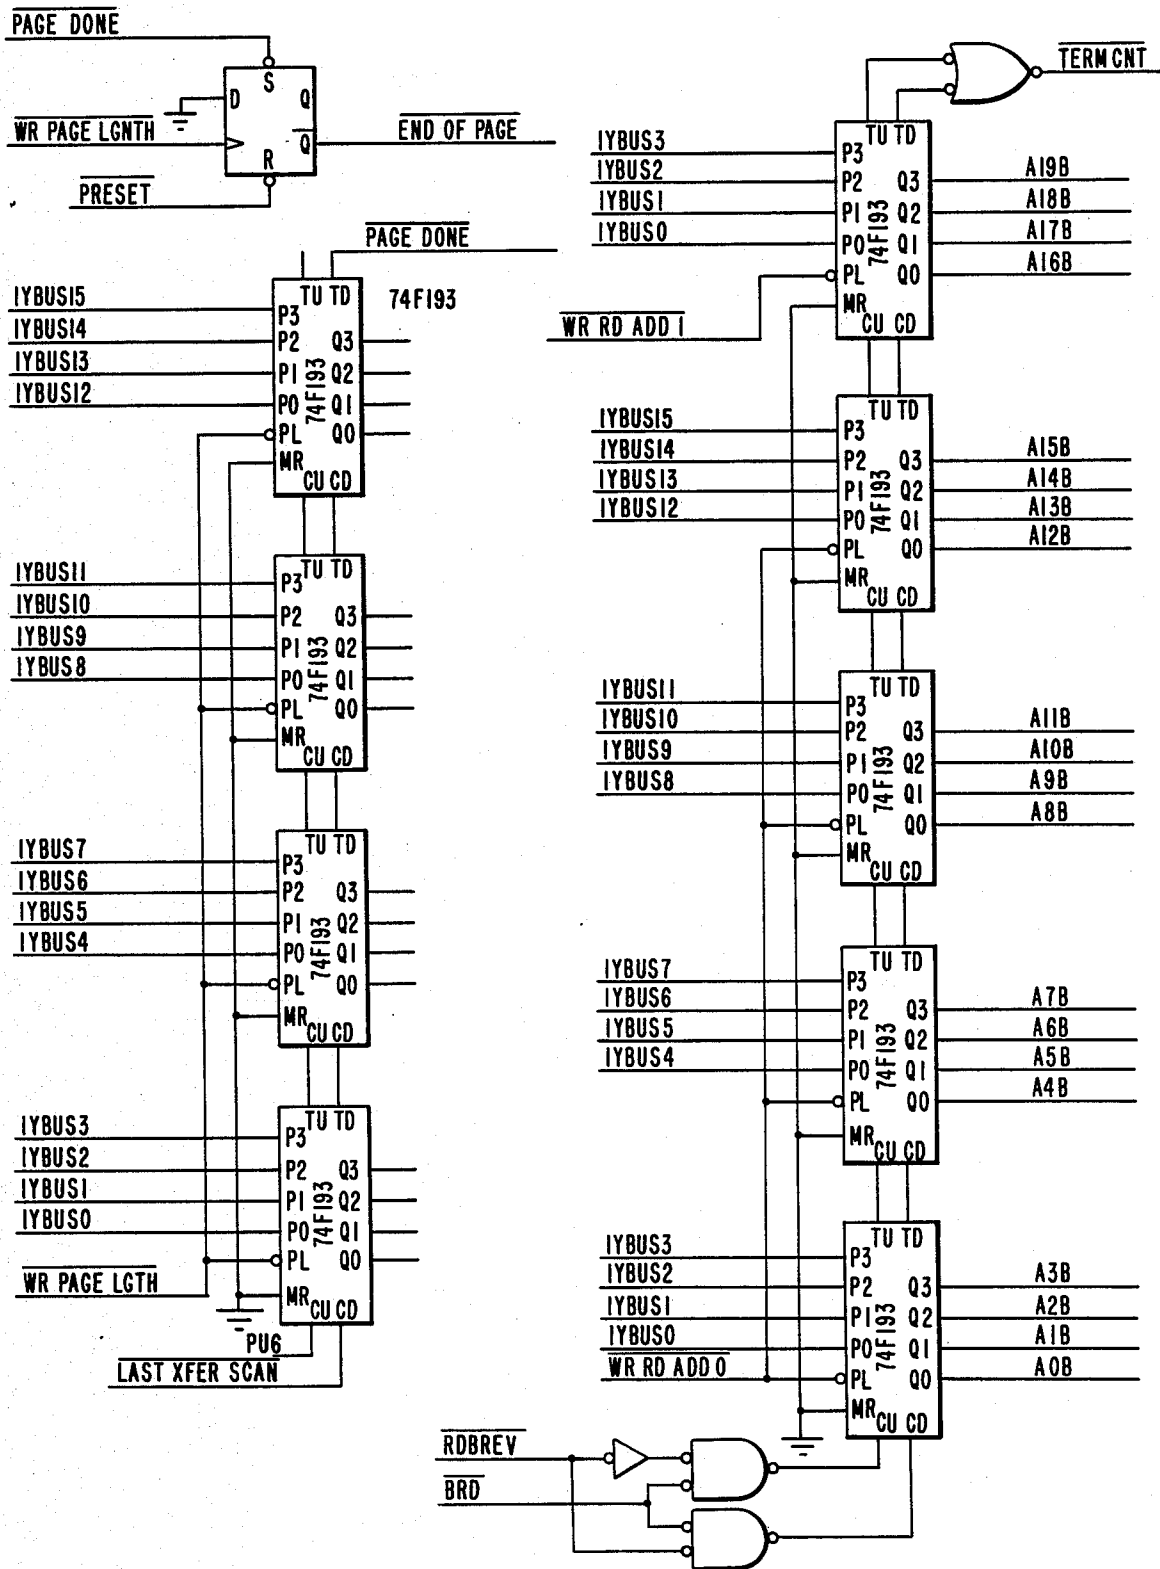 PAGE DONE
S
D
Q
WR PAGE LGNTH
Q
END OF PAGE
R
PRESET
PAGE DONE
TU TD
74F193
IYBUS15
P3
IYBUS14
P2
Q3
IYBUS13
P1
Q2
IYBUS12
P0
Q1
74F193
PL
Q0
MR
CU CD
TU TD
IYBUS11
P3
IYBUS10
P2
Q3
IYBUS9
P1
Q2
IYBUS8
P0
Q1
74F193
PL
Q0
MR
CU CD
TU TD
IYBUS7
P3
IYBUS6
P2
Q3
IYBUS5
P1
Q2
IYBUS4
P0
Q1
74F193
PL
Q0
MR
CU CD
TU TD
IYBUS3
P3
IYBUS2
P2
Q3
IYBUS1
P1
Q2
IYBUS0
P0
Q1
74F193
PL
Q0
WR PAGE LGTH
MR
CU CD
PU6
LAST XFER SCAN
TERM CNT
TU TD
IYBUS3
P3
IYBUS2
P2
Q3
A19B
IYBUS1
P1
Q2
A18B
IYBUS0
P0
Q1
A17B
74F193
PL
Q0
A16B
MR
WR RD ADD 1
CU CD
TU TD
IYBUS15
P3
IYBUS14
P2
Q3
A15B
IYBUS13
P1
Q2
A14B
IYBUS12
P0
Q1
A13B
74F193
PL
Q0
A12B
MR
CU CD
TU TD
IYBUS11
P3
IYBUS10
P2
Q3
A11B
IYBUS9
P1
Q2
A10B
IYBUS8
P0
Q1
A9B
74F193
PL
Q0
A8B
MR
CU CD
TU TD
IYBUS7
P3
IYBUS6
P2
Q3
A7B
IYBUS5
P1
Q2
A6B
IYBUS4
P0
Q1
A5B
74F193
PL
Q0
A4B
MR
CU CD
TU TD
IYBUS3
P3
IYBUS2
P2
Q3
A3B
IYBUS1
P1
Q2
A2B
IYBUS0
P0
Q1
A1B
74F193
WR RD ADD 0
PL
Q0
A0B
MR
CU CD
RDBREV
BRD